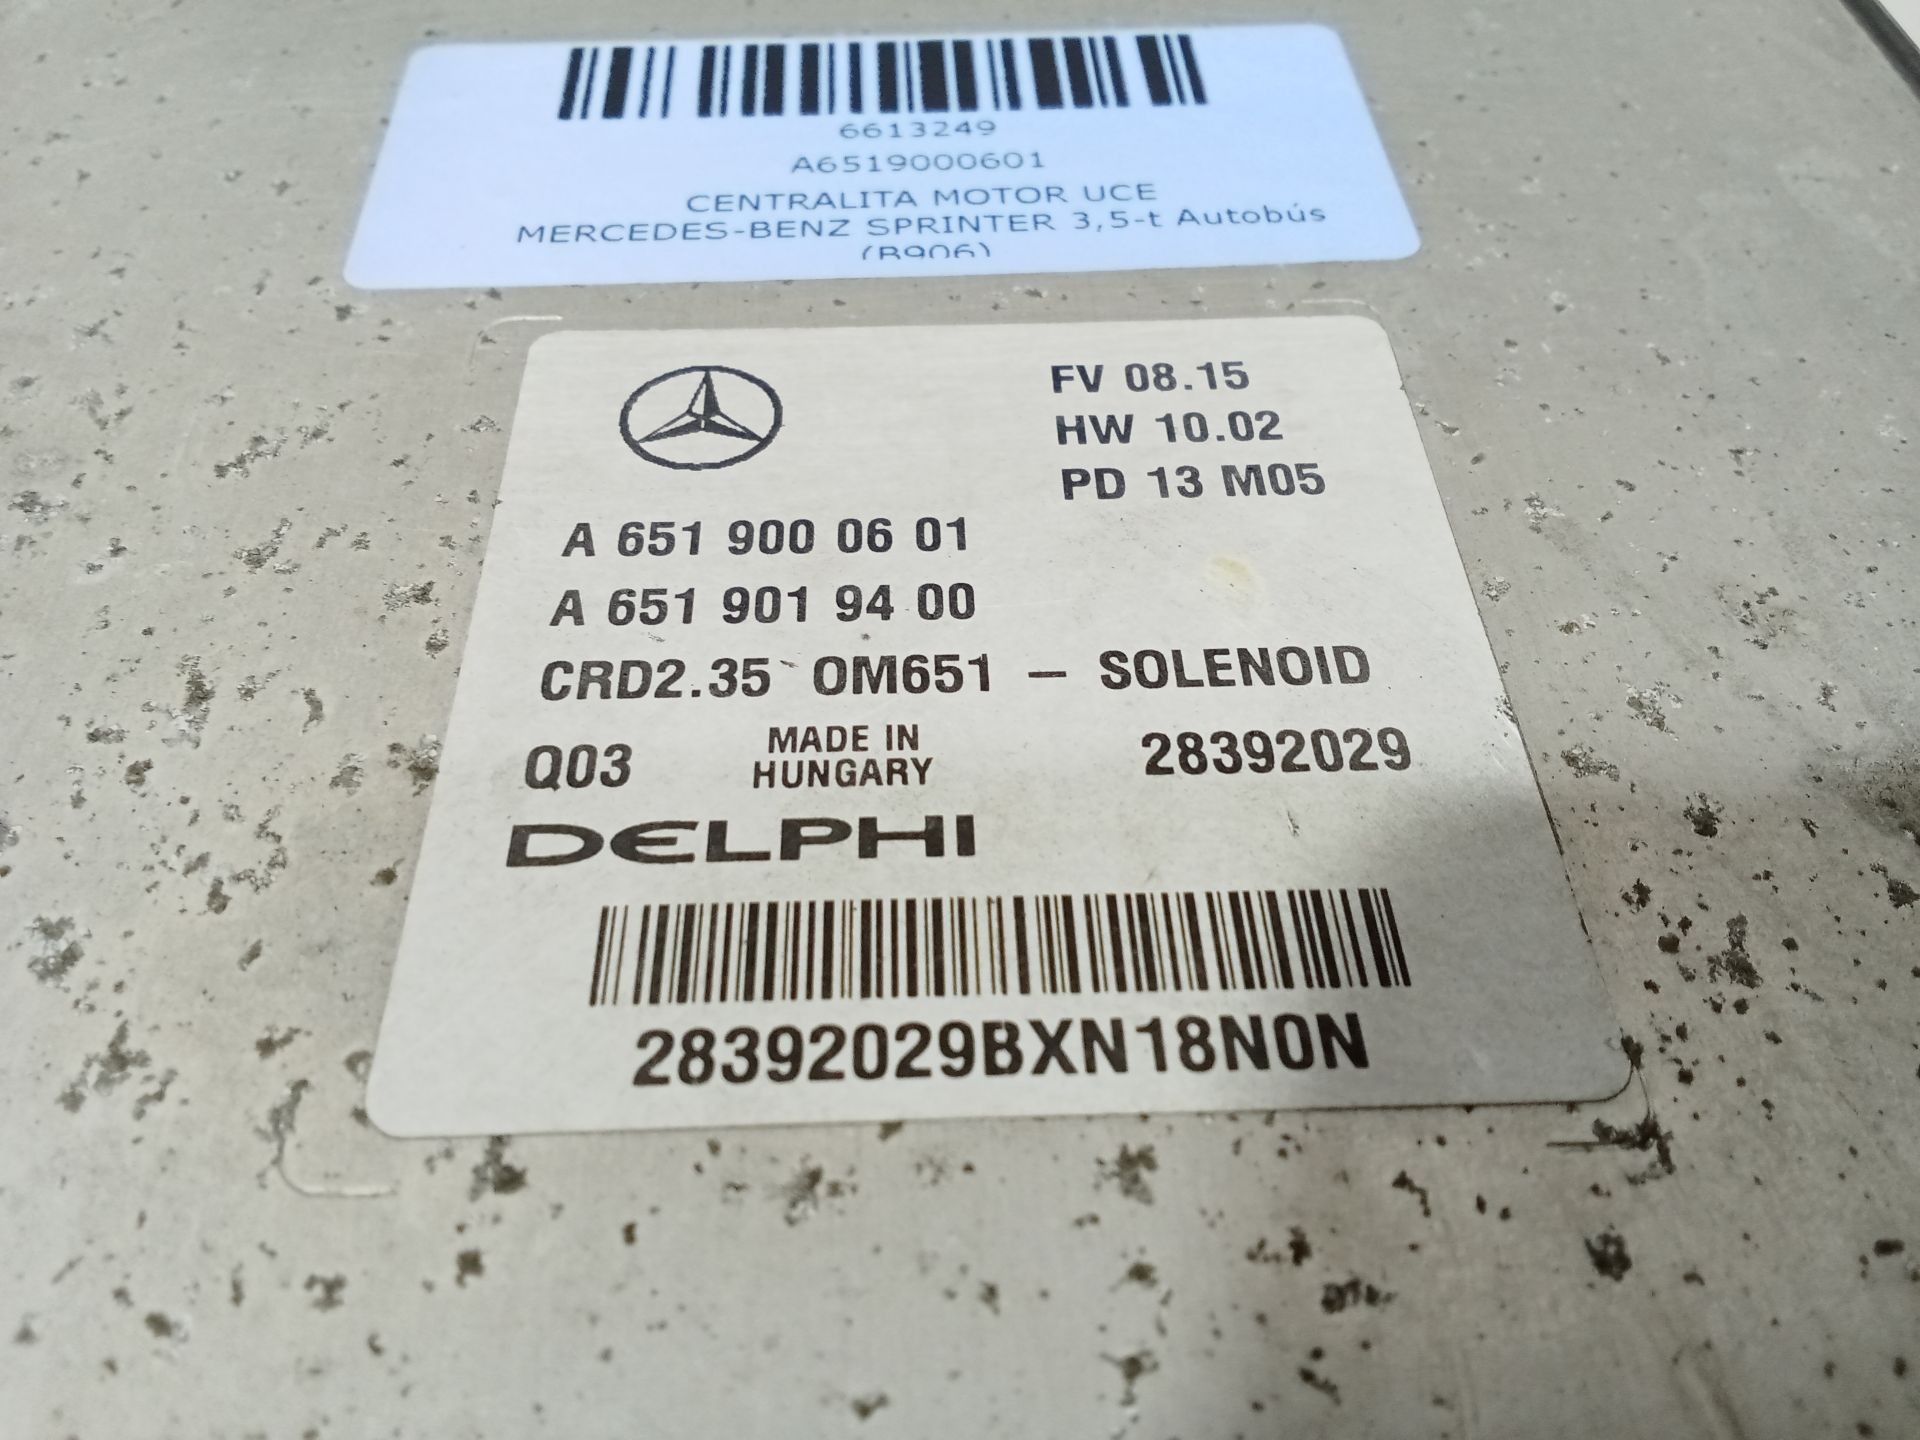 6613249
A6519000601
CENTRALITA MOTOR UCE
MERCEDES-BENZ SPRINTER 3,5-t Autobús
(B906)
FV 08.15
HW 10.02
PD 13 M05
A 651 900 06 01
A 651 901 94 00
CRD2.35 OM651 - SOLENOID
Q03 MADE IN HUNGARY 28392029
DELPHI
28392029BXN18N0N